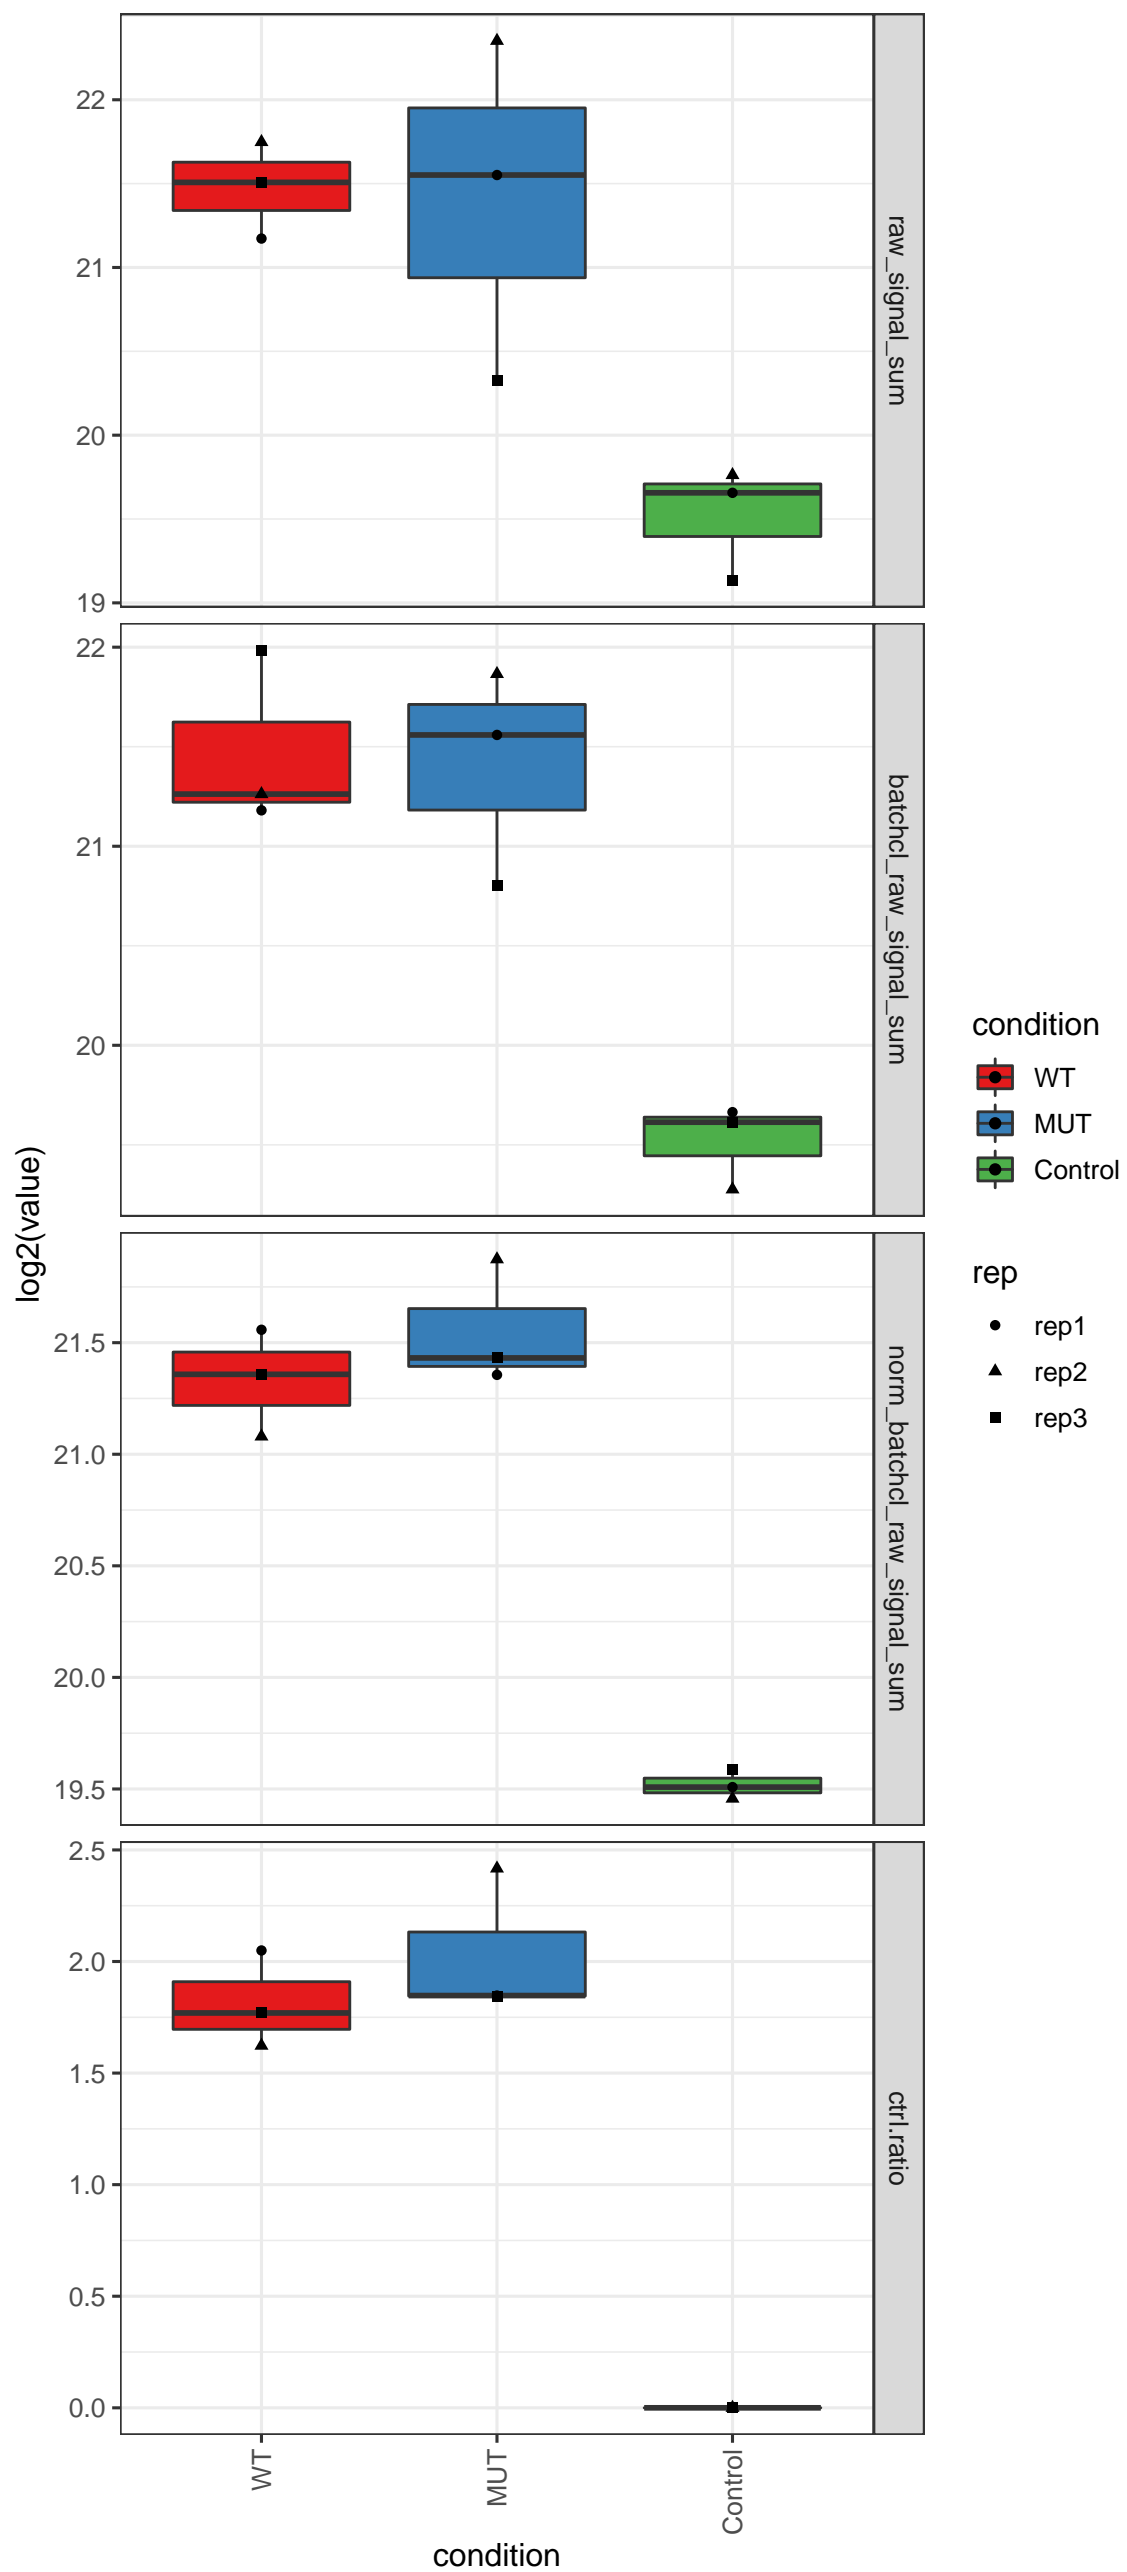 22
21
20
19
raw_signal_sum
22
21
20
batchcl_raw_signal_sum
21.5
21.0
20.5
20.0
19.5
norm_batchcl_raw_signal_sum
2.5
2.0
1.5
1.0
0.5
0.0
ctrl.ratio
log2(value)
WT
MUT
Control
condition
condition
WT
MUT
Control
rep
rep1
rep2
rep3